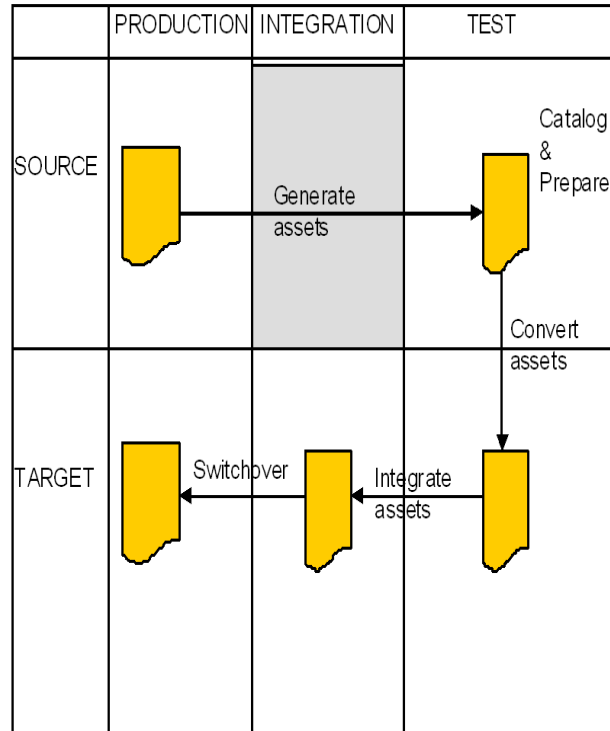 PRODUCTION
INTEGRATION
TEST
SOURCE
Catalog
&
Prepare
Generate
assets
Convert
assets
TARGET
Switchover
Integrate
assets